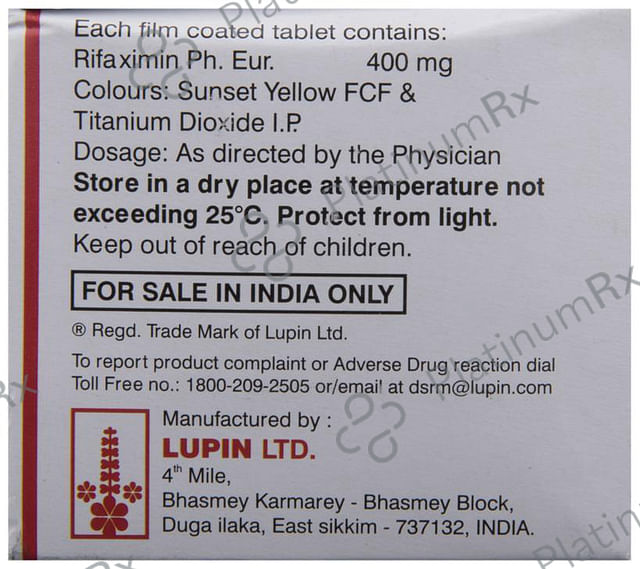 Each film coated tablet contains:
Rifaximin Ph. Eur. 400 mg
Colours: Sunset Yellow FCF &
Titanium Dioxide I.P.
Dosage: As directed by the Physician
Store in a dry place at temperature not
exceeding 25°C. Protect from light.
Keep out of reach of children.
FOR SALE IN INDIA ONLY
® Regd. Trade Mark of Lupin Ltd.
To report product complaint or Adverse Drug reaction dial
Toll Free no.: 1800-209-2505 or/email at dsrm@lupin.com
Manufactured by :
LUPIN LTD.
4th Mile,
Bhasmey Karmarey - Bhasmey Block,
Duga ilaka, East sikkim - 737132, INDIA.
PlatinumRx
PlatinumRx